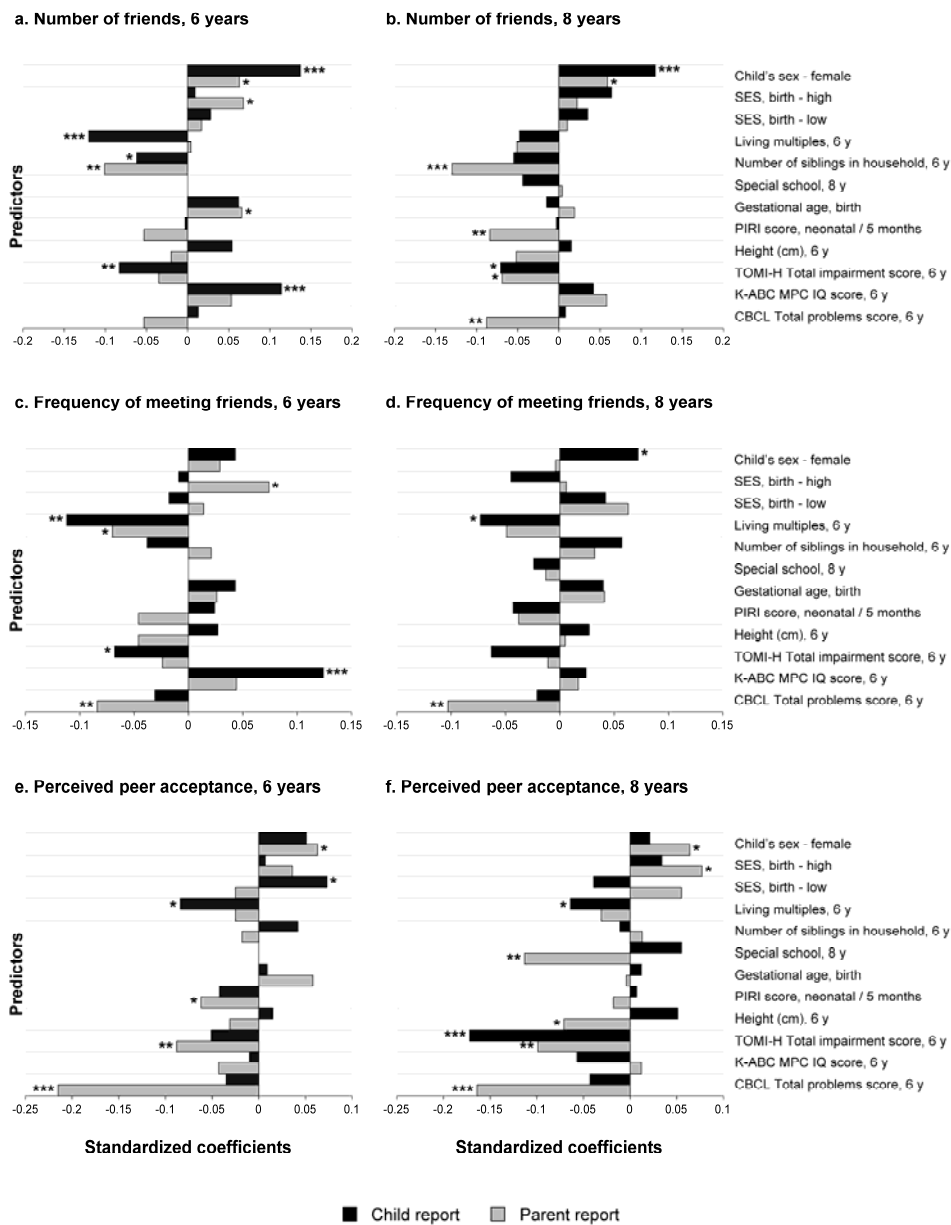 a. Number of friends, 6 years
b. Number of friends, 8 years
Predictors
***
*
*
***
*
**
*
**
***
-0.2 -0.15 -0.1 -0.05 0 0.05 0.1 0.15 0.2
***
*
***
**
*
*
**
-0.2 -0.15 -0.1 -0.05 0 0.05 0.1 0.15 0.2
Child's sex - female
SES, birth - high
SES, birth - low
Living multiples, 6 y
Number of siblings in household, 6 y
Special school, 8 y
Gestational age, birth
PIRI score, neonatal / 5 months
Height (cm), 6 y
TOMI-H Total impairment score, 6 y
K-ABC MPC IQ score, 6 y
CBCL Total problems score, 6 y
c. Frequency of meeting friends, 6 years
d. Frequency of meeting friends, 8 years
Predictors
*
**
*
*
***
**
-0.15 -0.1 -0.05 0 0.05 0.1 0.15
*
*
**
-0.15 -0.1 -0.05 0 0.05 0.1 0.15
Child's sex - female
SES, birth - high
SES, birth - low
Living multiples, 6 y
Number of siblings in household, 6 y
Special school, 8 y
Gestational age, birth
PIRI score, neonatal / 5 months
Height (cm), 6 y
TOMI-H Total impairment score, 6 y
K-ABC MPC IQ score, 6 y
CBCL Total problems score, 6 y
e. Perceived peer acceptance, 6 years
f. Perceived peer acceptance, 8 years
Predictors
*
*
*
*
**
***
-0.25 -0.2 -0.15 -0.1 -0.05 0 0.05 0.1
*
*
*
**
*
***
**
***
-0.25 -0.2 -0.15 -0.1 -0.05 0 0.05 0.1
Child's sex - female
SES, birth - high
SES, birth - low
Living multiples, 6 y
Number of siblings in household, 6 y
Special school, 8 y
Gestational age, birth
PIRI score, neonatal / 5 months
Height (cm), 6 y
TOMI-H Total impairment score, 6 y
K-ABC MPC IQ score, 6 y
CBCL Total problems score, 6 y
Standardized coefficients
Standardized coefficients
Child report
Parent report